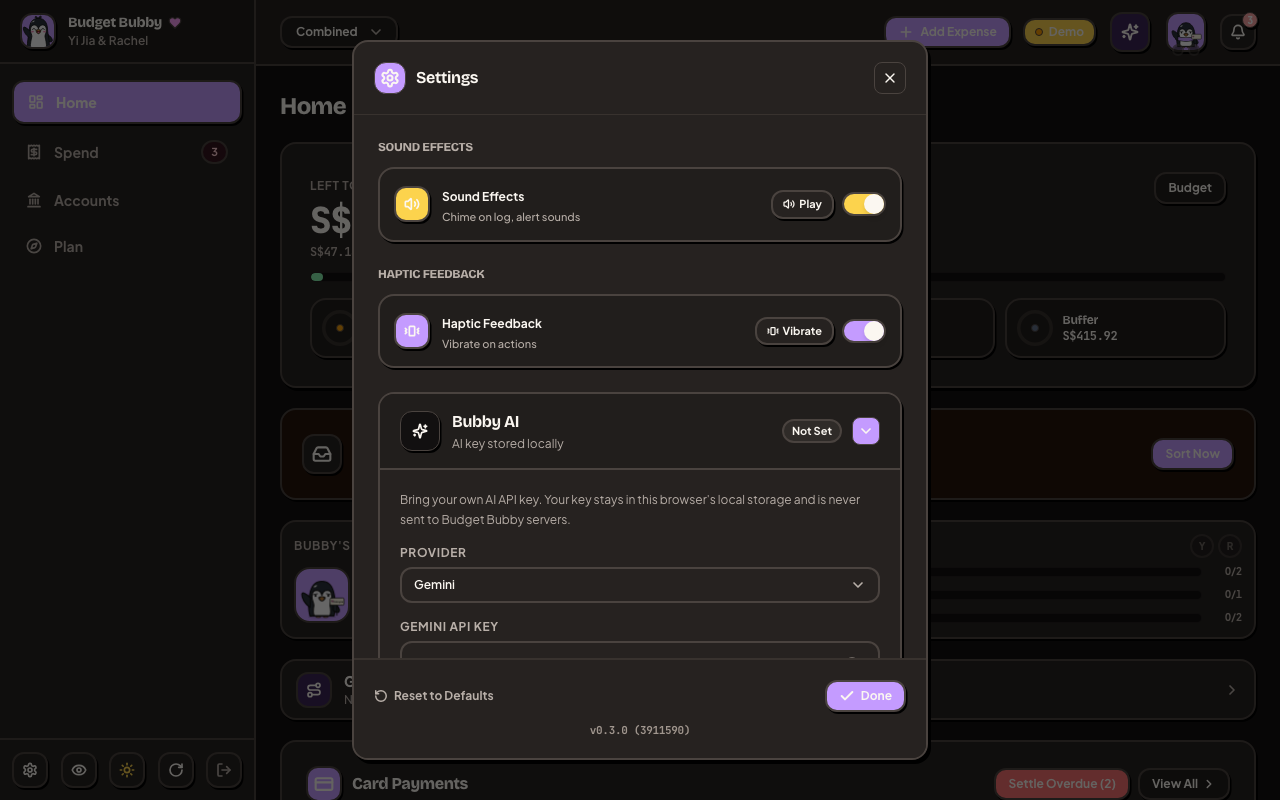 Budget Bubby
Yi Jia & Rachel
Combined
Add Expense
Demo
3
Home
Spend
3
Accounts
Plan
Home
LEFT TO
S$
S$47.1
Budget
Buffer
S$415.92
Sort Now
BUBBY'S
Y
R
0/2
0/1
0/2
Card Payments
Settle Overdue (2)
View All
Settings
SOUND EFFECTS
Sound Effects
Chime on log, alert sounds
Play
HAPTIC FEEDBACK
Haptic Feedback
Vibrate on actions
Vibrate
Bubby AI
AI key stored locally
Not Set
Bring your own AI API key. Your key stays in this browser's local storage and is never
sent to Budget Bubby servers.
PROVIDER
Gemini
GEMINI API KEY
Reset to Defaults
Done
v0.3.0 (3911590)